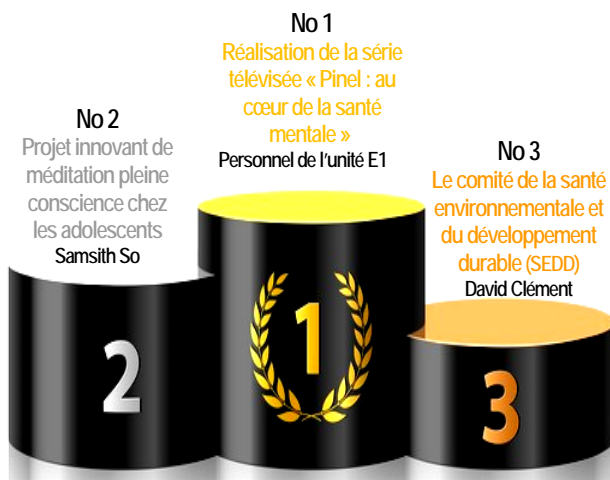 No 1
Réalisation de la série
télévisée « Pinel : au
cœur de la santé
mentale »
Personnel de l'unité E1
No 2
Projet innovant de
méditation pleine
conscience chez
les adolescents
Samsith So
No 3
Le comité de la santé
environnementale et
du développement
durable (SEDD)
David Clément
2
1
3